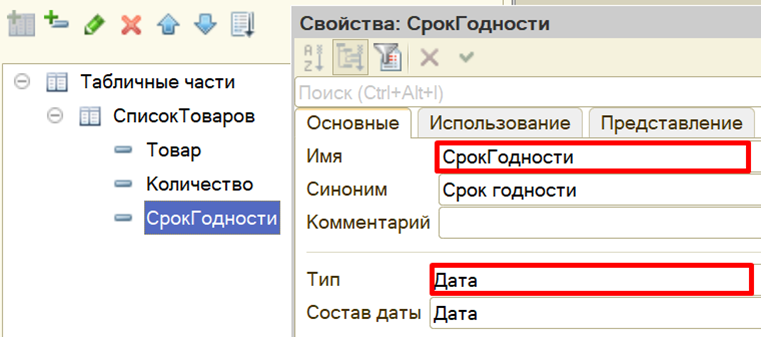 Табличные части
СписокТоваров
Товар
Количество
СрокГодности
Свойства: СрокГодности
Поиск (Ctrl+Alt+I)
Основные Использование Представление
Имя СрокГодности
Синоним Срок годности
Комментарий
Тип Дата
Состав даты Дата